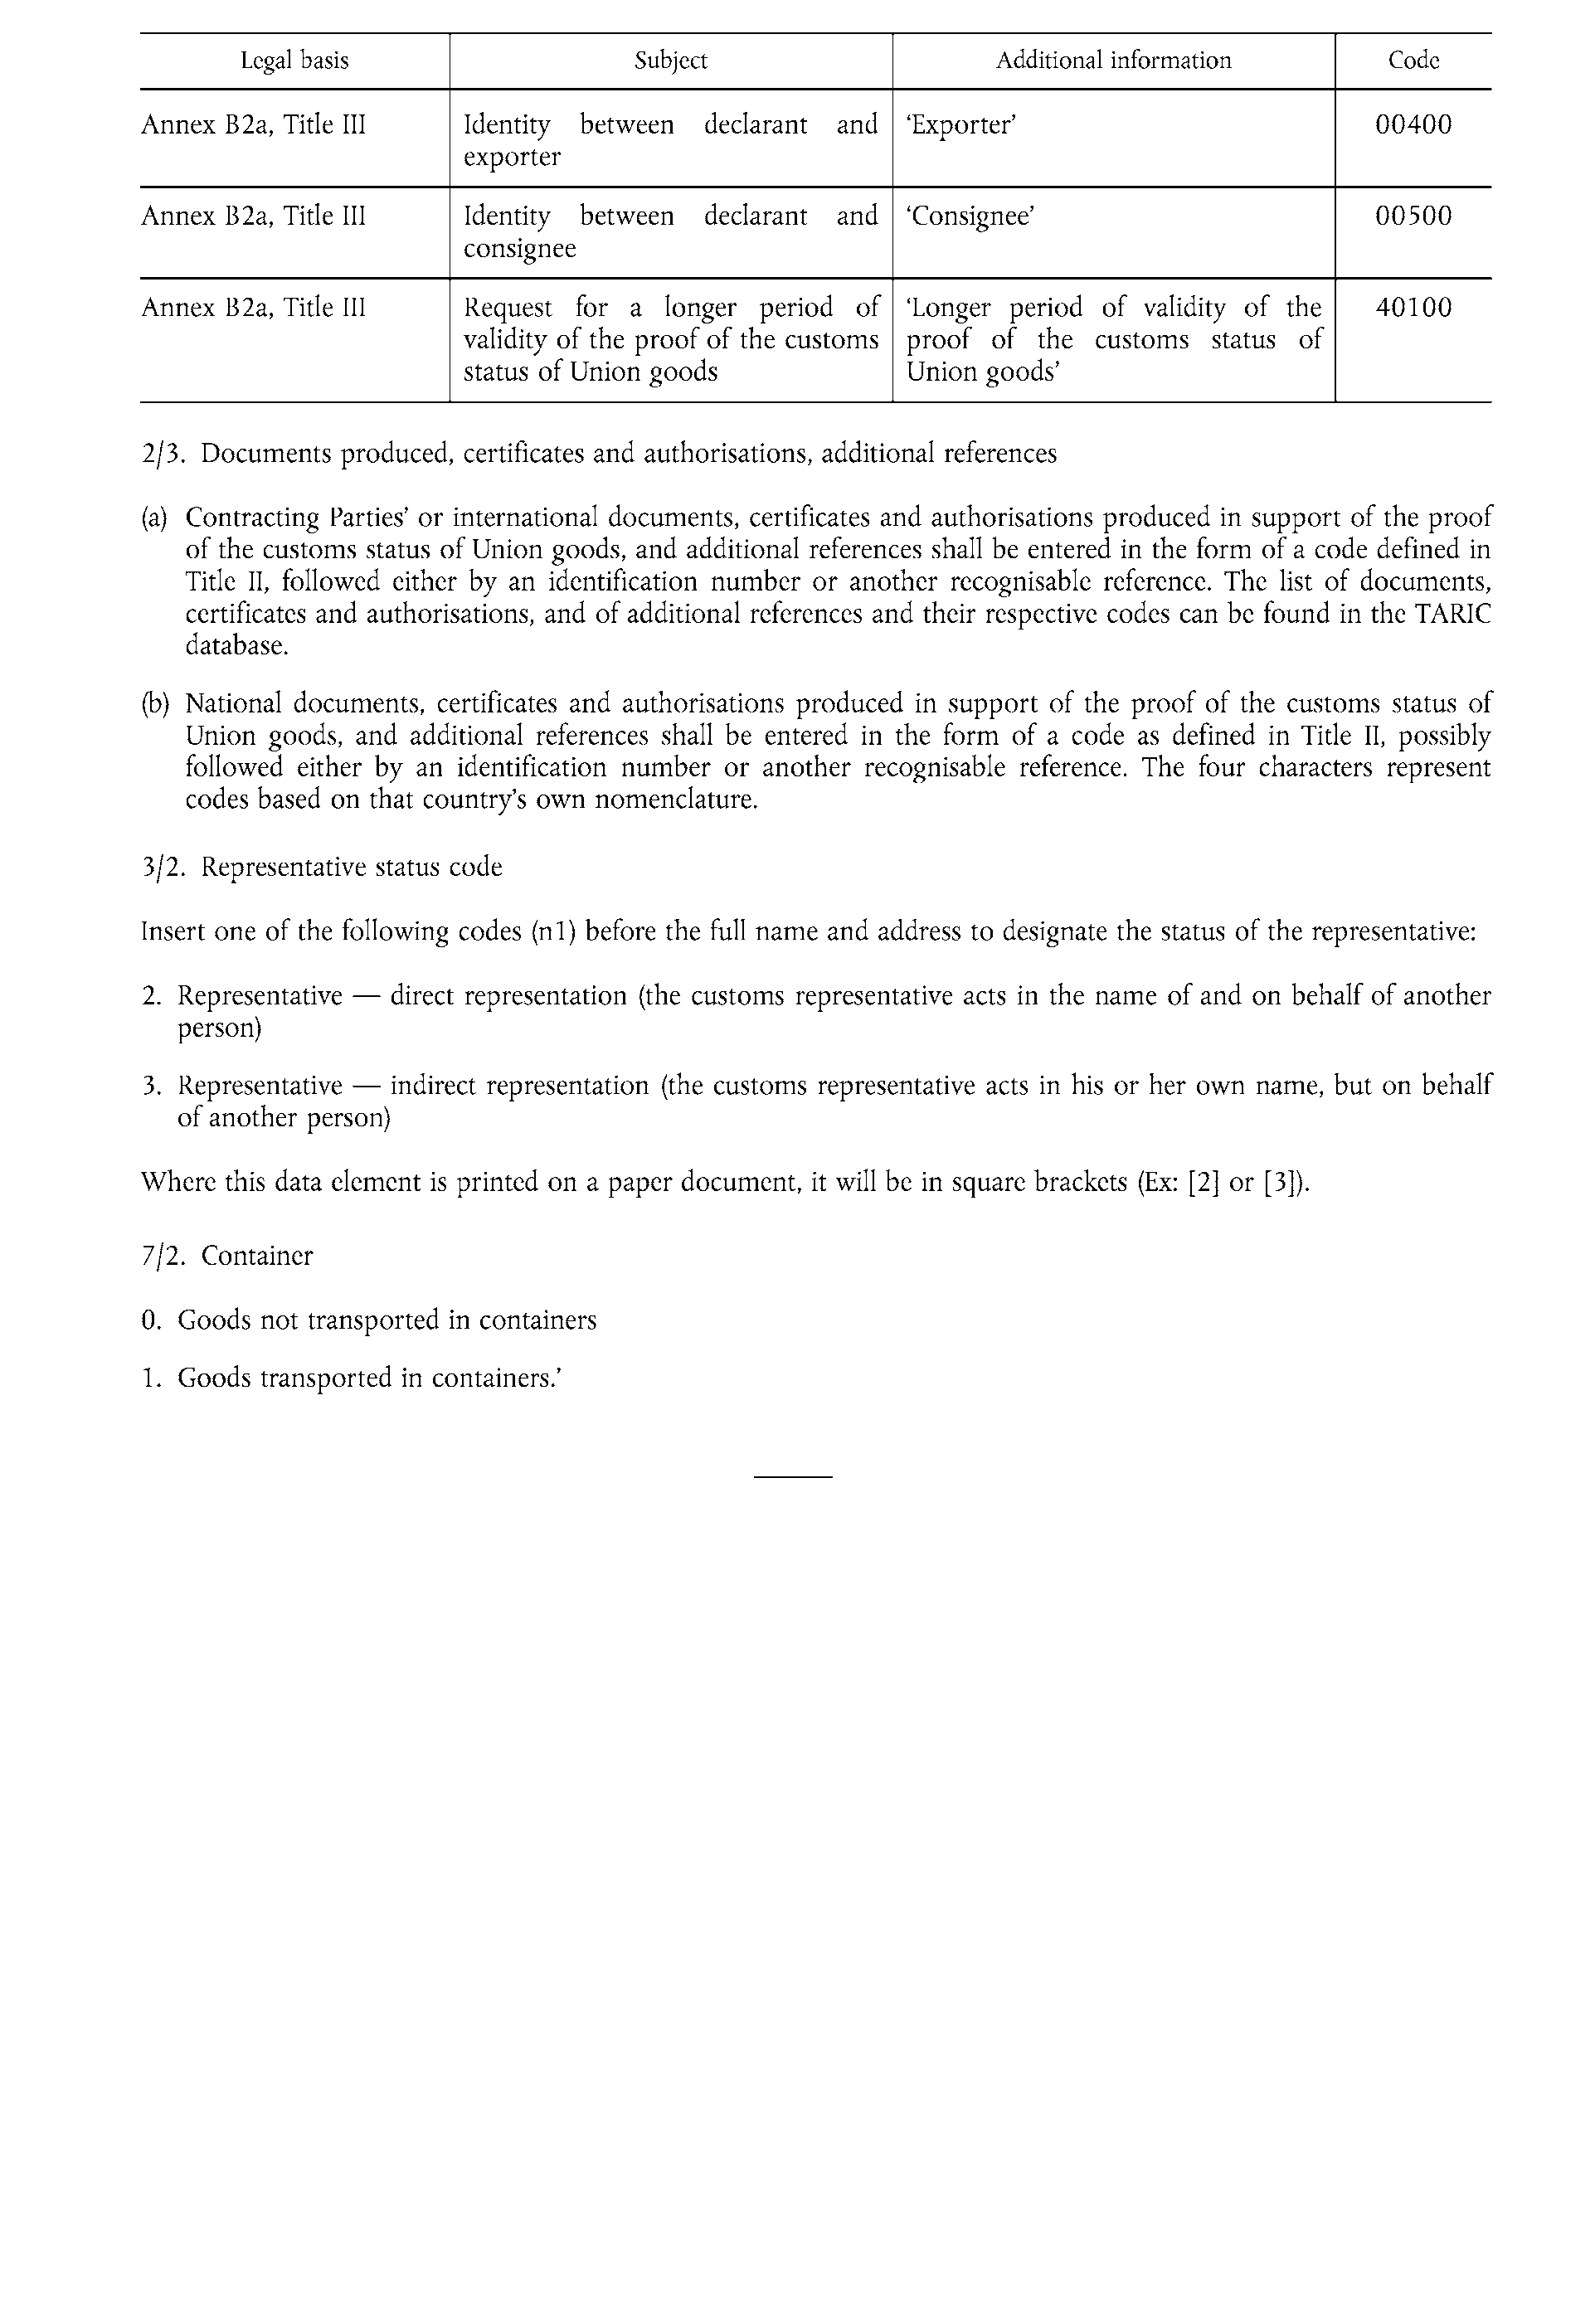 Legal basis Subject Additional information Code
Annex B2a, Title III Identity between declarant and ‘Exporter’ 00400
exporter
Annex B2a, Title III Identity between declarant and ‘Consignee’ 00500
consignee
Annex B2a, Title III Request for a longer period of ‘Longer period of validity of the 40100
validity of the proof of the customs proof of the customs status of
status of Union goods Union goods’
2/3. Documents produced, certificates and authorisations, additional references
(a) Contracting Parties’ or international documents, certificates and authorisations produced in support of the proof
of the customs status of Union goods, and additional references shall be entered in the form of a code defined in
Title II, followed either by an identification number or another recognisable reference. The list of documents,
certificates and authorisations, and of additional references and their respective codes can be found in the TARIC
database.
(b) National documents, certificates and authorisations produced in support of the proof of the customs status of
Union goods, and additional references shall be entered in the form of a code as defined in Title II, possibly
followed either by an identification number or another recognisable reference. The four characters represent
codes based on that country’s own nomenclature.
3/2. Representative status code
Insert one of the following codes (n1) before the full name and address to designate the status of the representative:
2. Representative — direct representation (the customs representative acts in the name of and on behalf of another
person)
3. Representative — indirect representation (the customs representative acts in his or her own name, but on behalf
of another person)
Where this data element is printed on a paper document, it will be in square brackets (Ex: [2] or [3]).
7/2. Container
0. Goods not transported in containers
1. Goods transported in containers.’